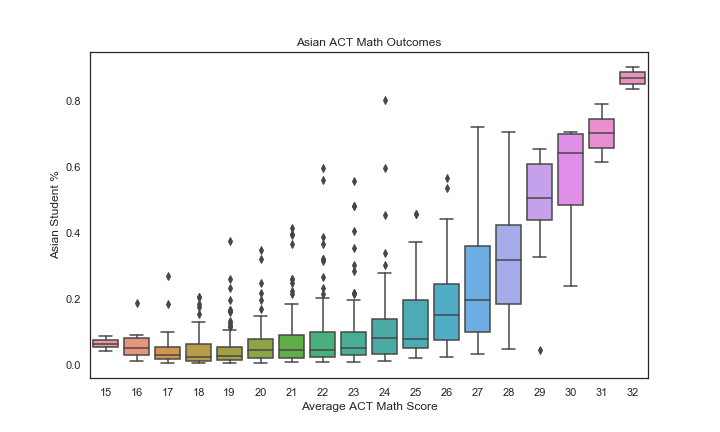 Asian ACT Math Outcomes
Asian Student %
0.8
0.6
0.4
0.2
0.0
15 16 17 18 19 20 21 22 23 24 25 26 27 28 29 30 31 32
Average ACT Math Score